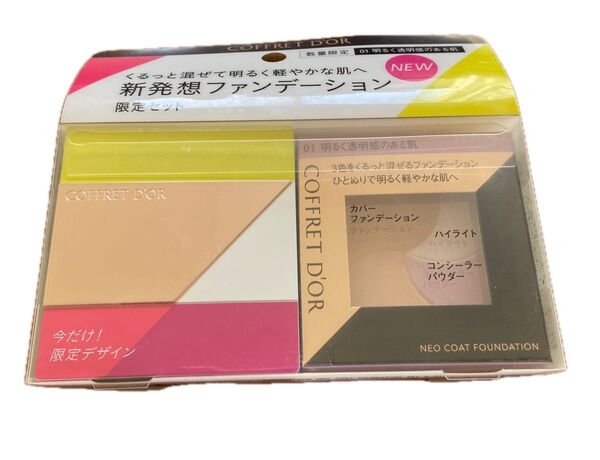 COFFRET D'OR
数量限定
01 明るく透明感のある肌
くるっと混ぜて明るく軽やかな肌へ
NEW
新発想ファンデーション
限定セット
COFFRET D'OR
今だけ!
限定デザイン
01 明るく透明感のある肌
3色をくるっと混ぜるファンデーション
ひとぬりで明るく軽やかな肌へ
COFFRET D'OR
カバー
ファンデーション
ハイライト
コンシーラー
パウダー
NEO COAT FOUNDATION